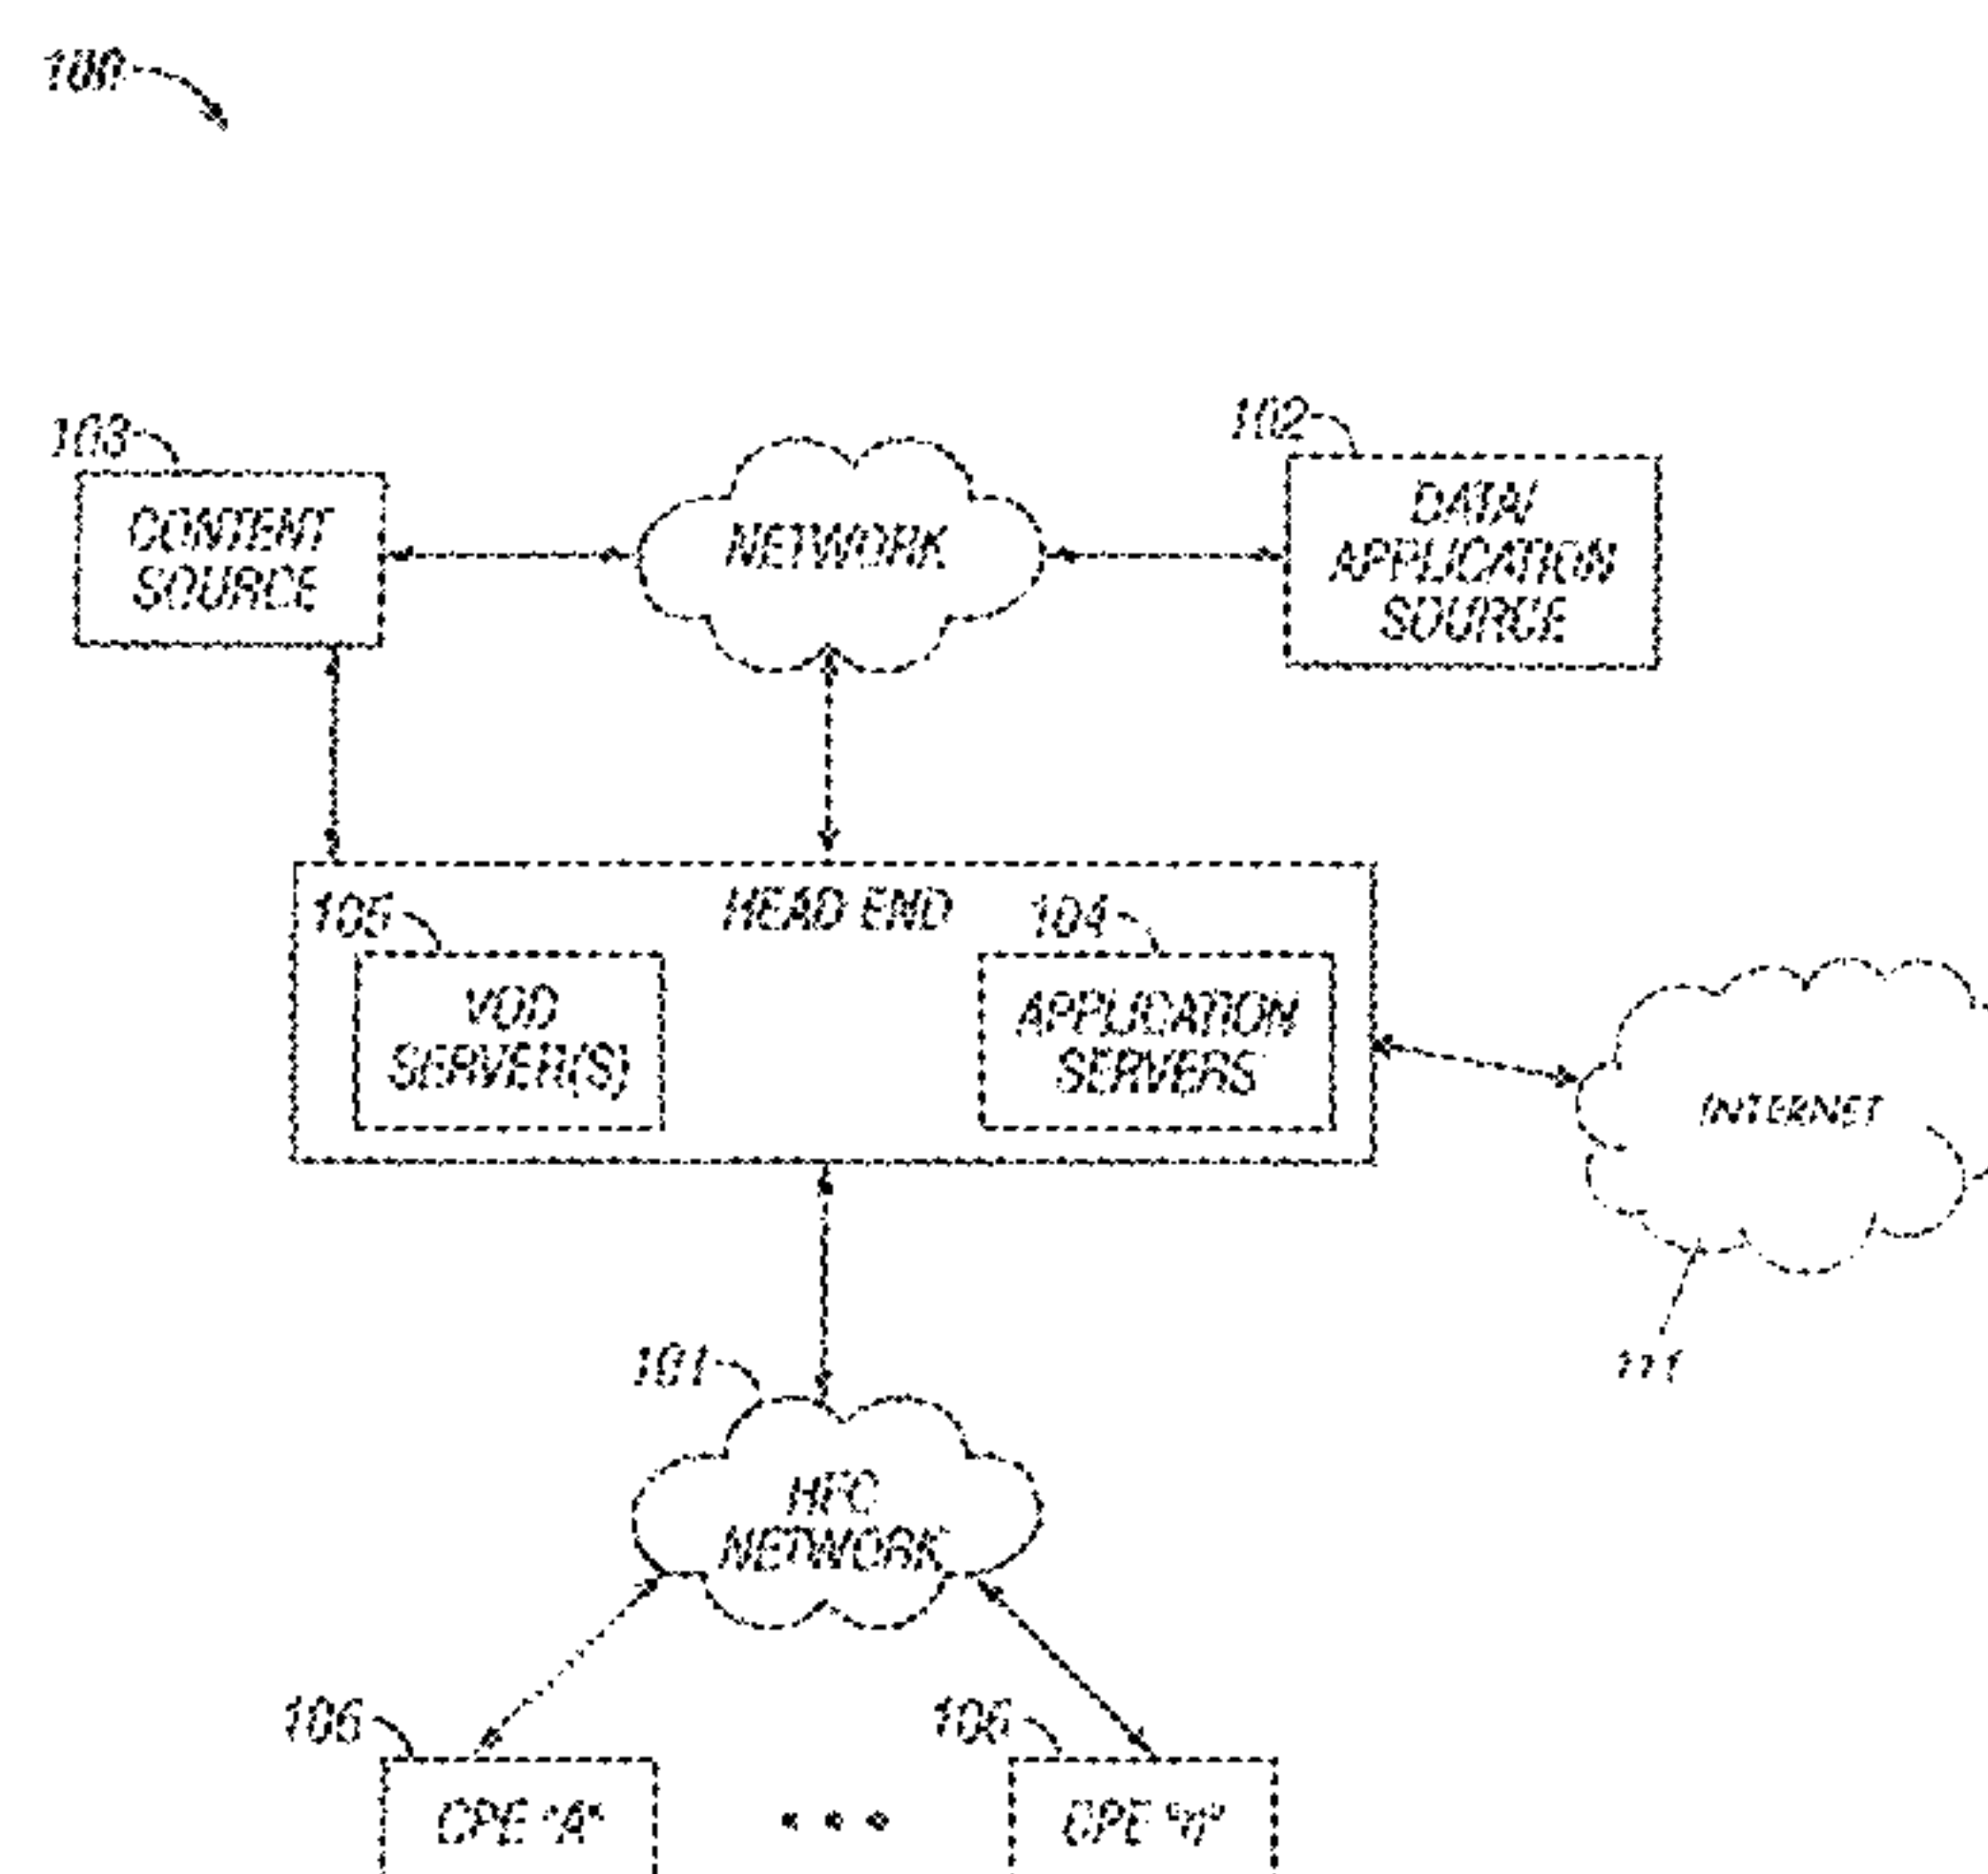 100
103
CONTENT
SOURCE
NETWORK
102
DATA/
APPLICATION
SOURCE
HEAD END
105
VOD
SERVER(S)
104
APPLICATION
SERVERS
INTERNET
111
101
HFC
NETWORK
106
CPE "A"
106
CPE